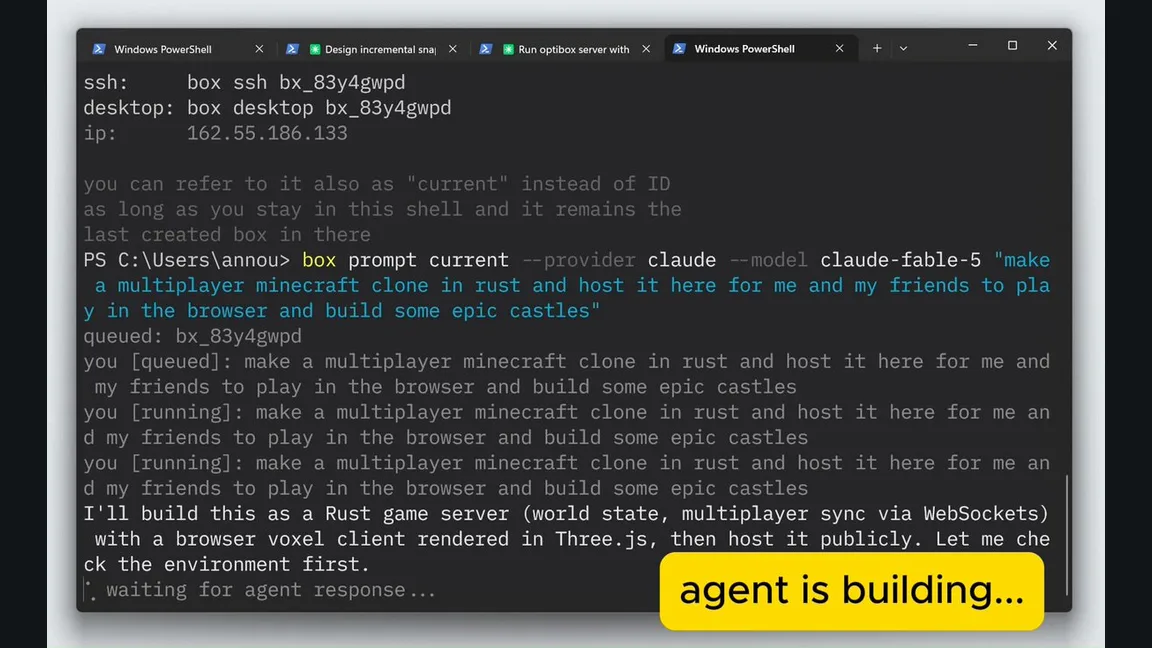 Windows PowerShell
Design incremental snap
Run optibox server with
Windows PowerShell
ssh: box ssh bx_83y4gwpd
desktop: box desktop bx_83y4gwpd
ip: 162.55.186.133
you can refer to it also as "current" instead of ID
as long as you stay in this shell and it remains the
last created box in there
PS C:\Users\annou> box prompt current --provider claude --model claude-fable-5 "make
a multiplayer minecraft clone in rust and host it here for me and my friends to pla
y in the browser and build some epic castles"
queued: bx_83y4gwpd
you [queued]: make a multiplayer minecraft clone in rust and host it here for me and
my friends to play in the browser and build some epic castles
you [running]: make a multiplayer minecraft clone in rust and host it here for me an
d my friends to play in the browser and build some epic castles
you [running]: make a multiplayer minecraft clone in rust and host it here for me an
d my friends to play in the browser and build some epic castles
I'll build this as a Rust game server (world state, multiplayer sync via WebSockets)
with a browser voxel client rendered in Three.js, then host it publicly. Let me che
ck the environment first.
waiting for agent response...
agent is building...